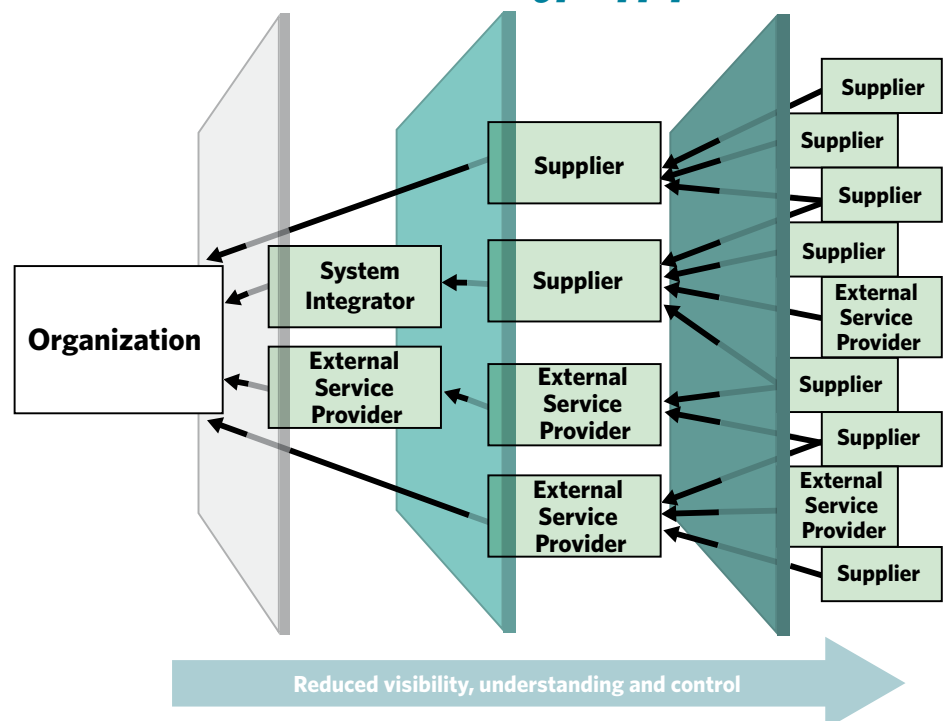 Organization
System
Integrator
External
Service
Provider
Supplier
Supplier
External
Service
Provider
External
Service
Provider
Supplier
Supplier
Supplier
Supplier
External
Service
Provider
Supplier
Supplier
External
Service
Provider
Supplier
Reduced visibility, understanding and control